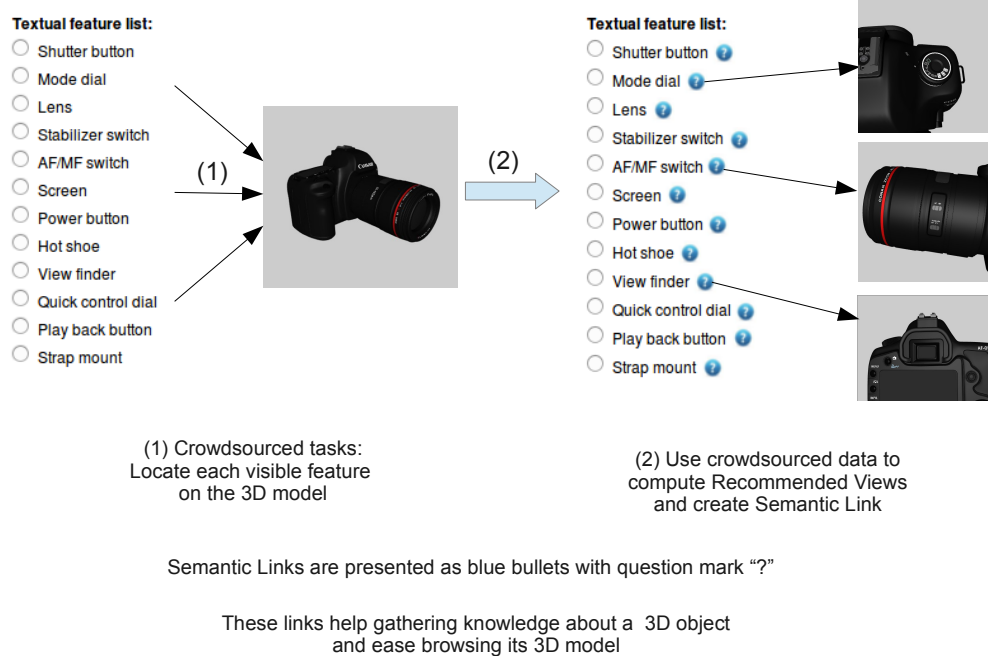 Textual feature list:
Shutter button
Mode dial
Lens
Stabilizer switch
AF/MF switch
Screen
Power button
Hot shoe
View finder
Quick control dial
Play back button
Strap mount
(1)
Canon
(2)
Textual feature list:
Shutter button ?
Mode dial ?
Lens ?
Stabilizer switch ?
AF/MF switch ?
Screen ?
Power button ?
Hot shoe ?
View finder ?
Quick control dial ?
Play back button ?
Strap mount ?
(1) Crowdsourced tasks:
Locate each visible feature
on the 3D model
(2) Use crowdsourced data to
compute Recommended Views
and create Semantic Link
Semantic Links are presented as blue bullets with question mark “?”
These links help gathering knowledge about a 3D object
and ease browsing its 3D model